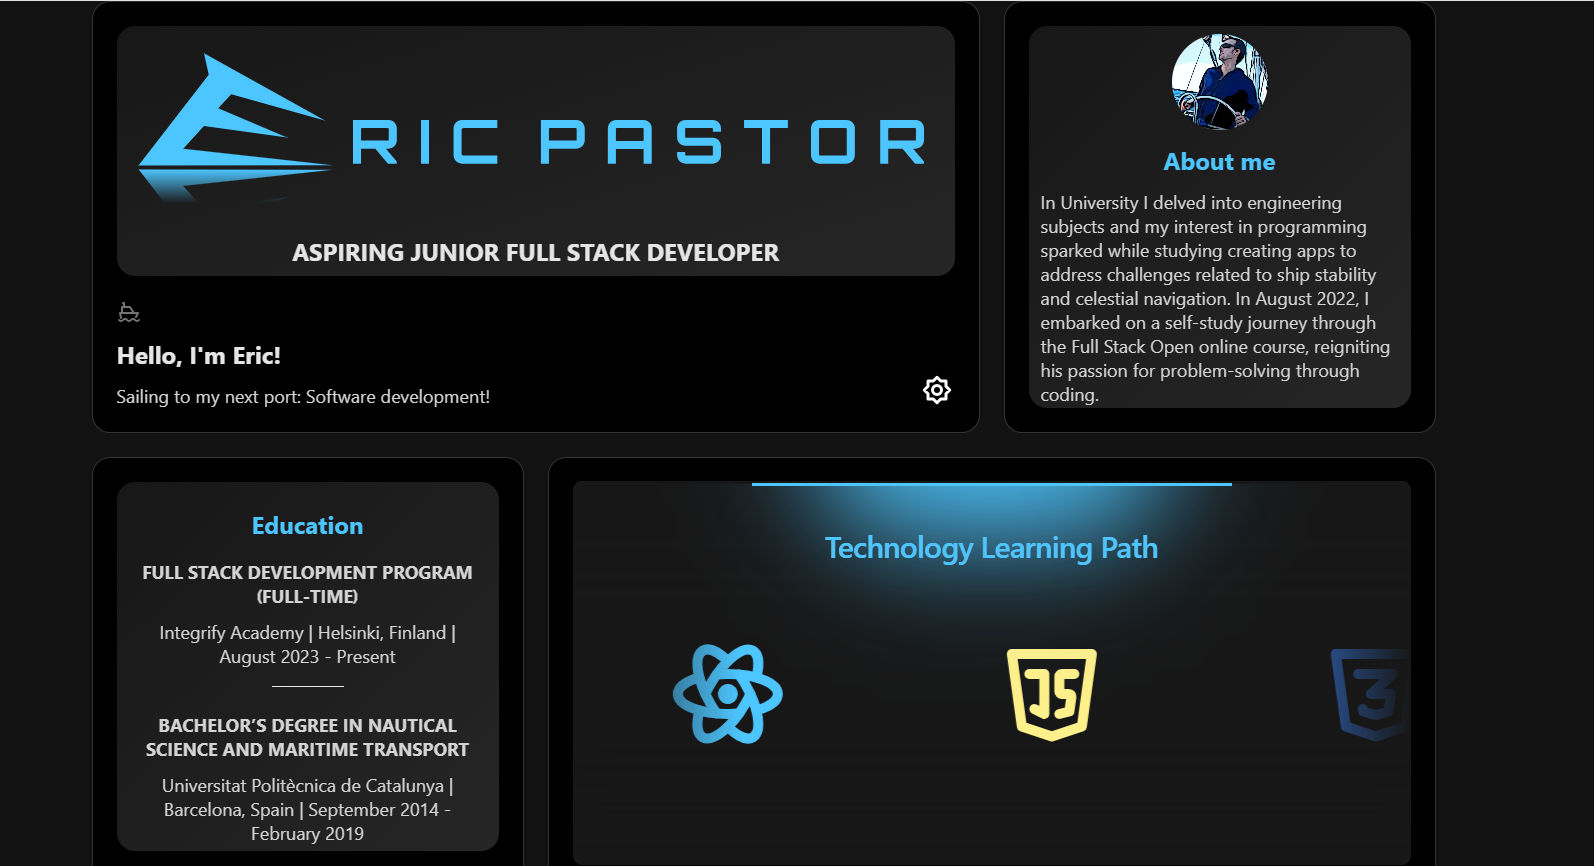 ERIC PASTOR
ASPIRING JUNIOR FULL STACK DEVELOPER
Hello, I'm Eric!
Sailing to my next port: Software development!
About me
In University I delved into engineering
subjects and my interest in programming
sparked while studying creating apps to
address challenges related to ship stability
and celestial navigation. In August 2022, I
embarked on a self-study journey through
the Full Stack Open online course, reigniting
his passion for problem-solving through
coding.
Education
FULL STACK DEVELOPMENT PROGRAM
(FULL-TIME)
Integrify Academy | Helsinki, Finland |
August 2023 - Present
BACHELOR’S DEGREE IN NAUTICAL
SCIENCE AND MARITIME TRANSPORT
Universitat Politècnica de Catalunya |
Barcelona, Spain | September 2014 -
February 2019
Technology Learning Path
JS
3